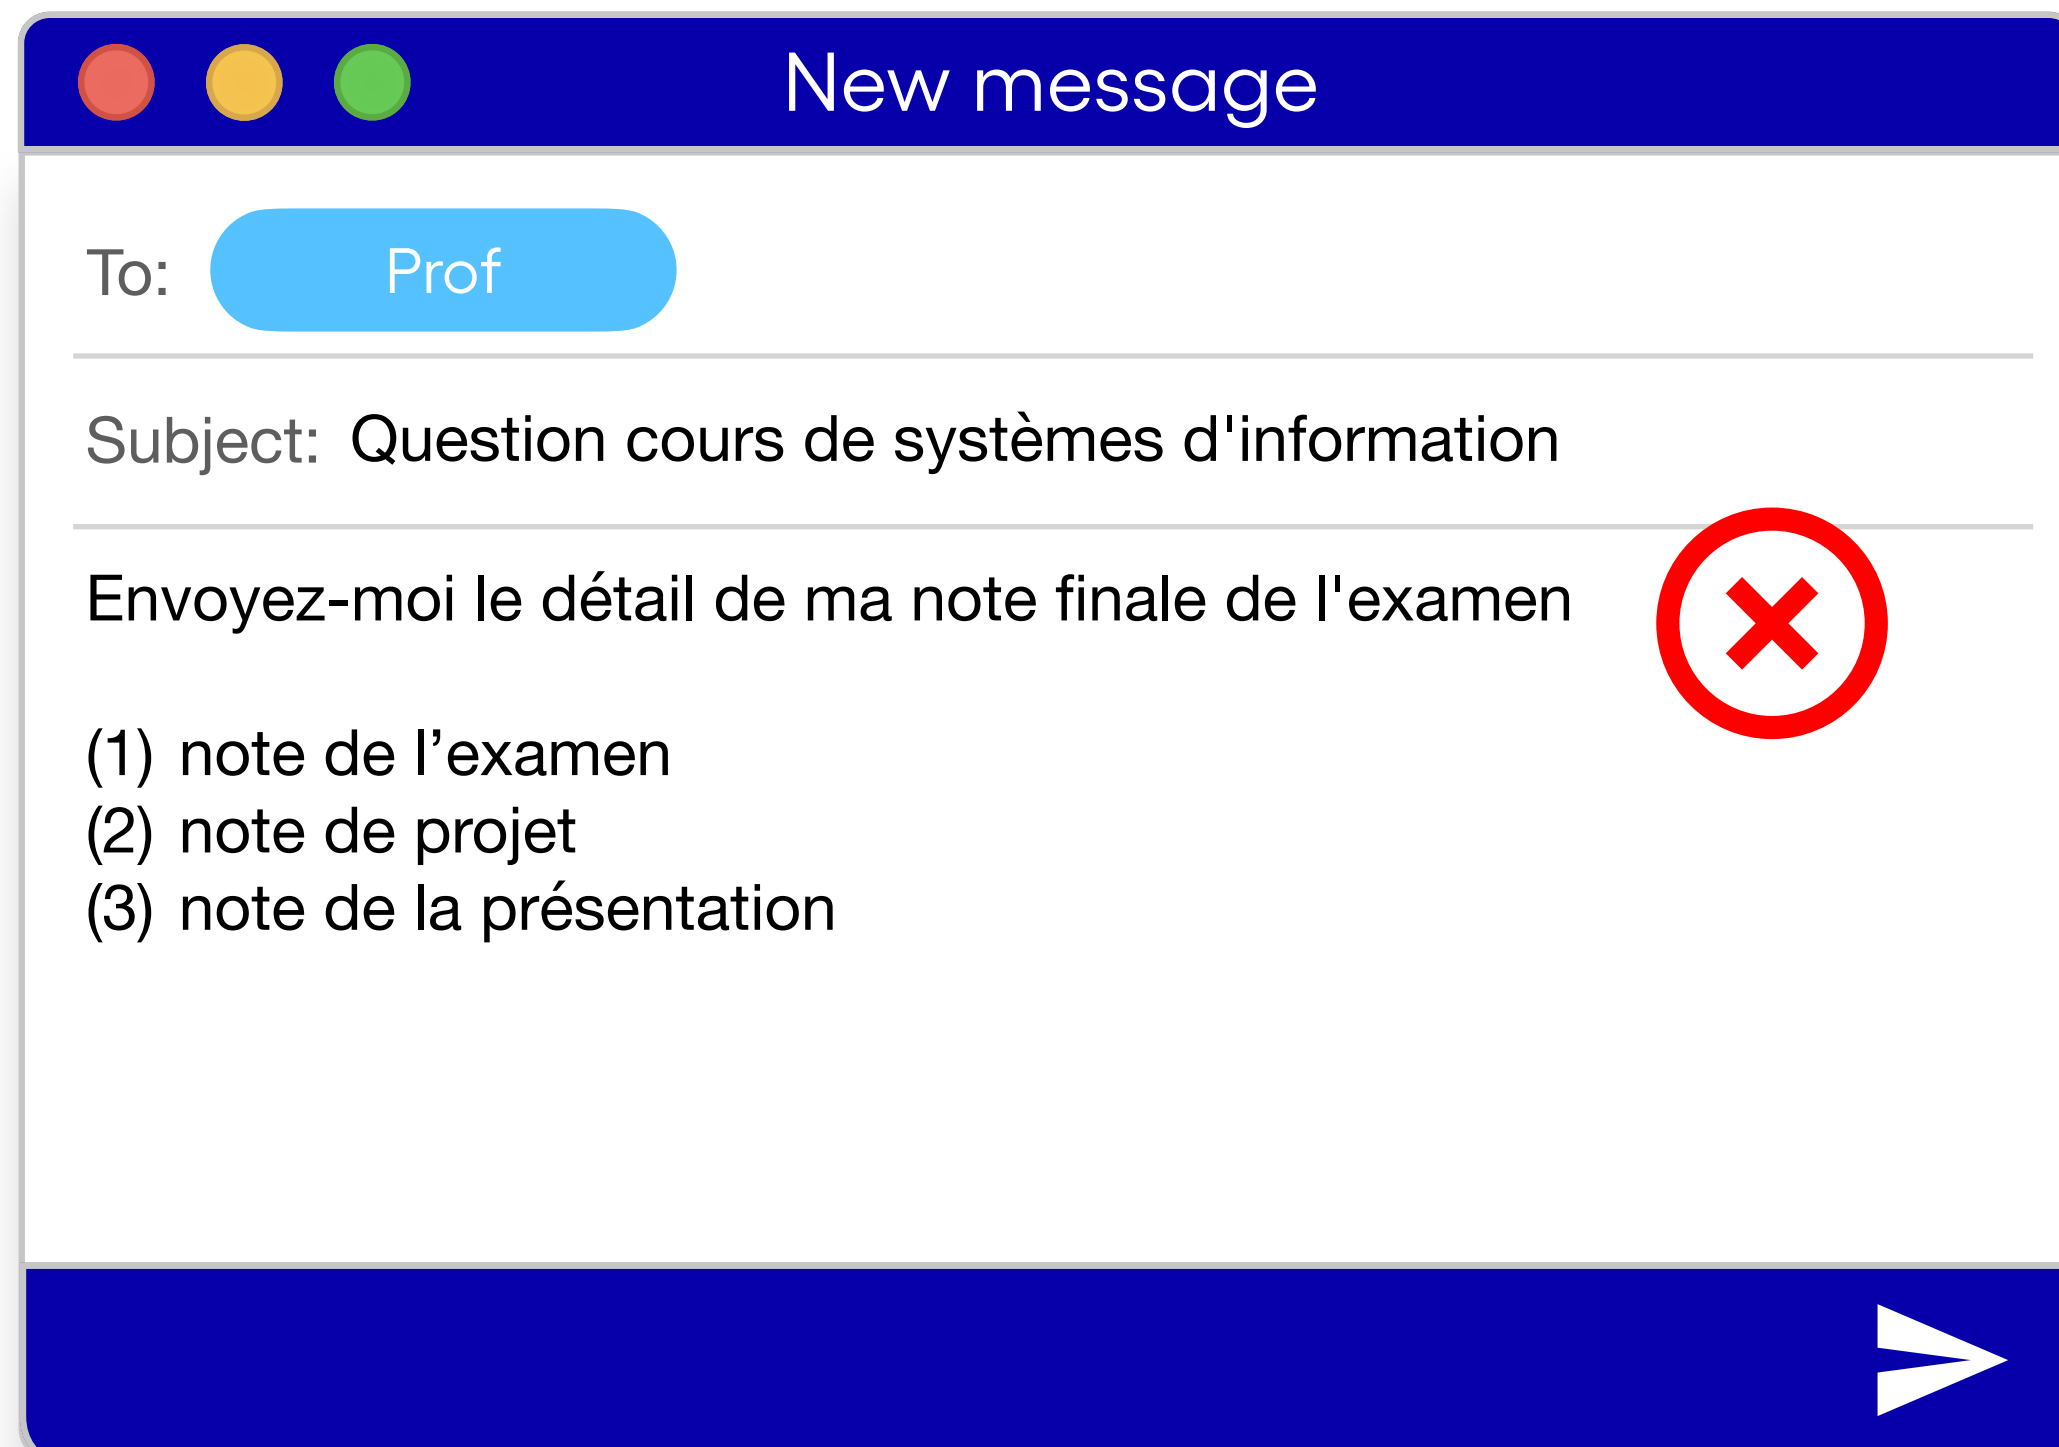 New message
To: Prof
Subject: Question cours de systèmes d'information
Envoyez-moi le détail de ma note finale de l'examen
(1) note de l’examen
(2) note de projet
(3) note de la présentation